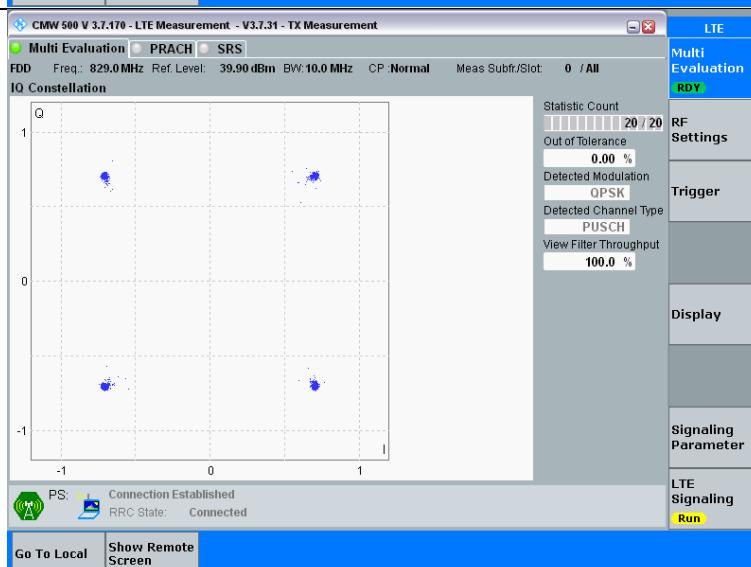 CMW 500 V 3.7.170 - LTE Measurement - V3.7.31 - TX Measurement
LTE
Multi Evaluation PRACH SRS
Multi
Evaluation
RDY
FDD Freq.: 829.0 MHz Ref. Level: 39.90 dBm BW: 10.0 MHz CP :Normal Meas Subfr./Slot: 0 / All
IQ Constellation
Q
1
0
-1
I
-1 0 1
Statistic Count
20 / 20
Out of Tolerance
0.00 %
Detected Modulation
QPSK
Detected Channel Type
PUSCH
View Filter Throughput
100.0 %
RF
Settings
Trigger
Display
Signaling
Parameter
LTE
Signaling
Run
PS: Connection Established
RRC State: Connected
Go To Local
Show Remote
Screen